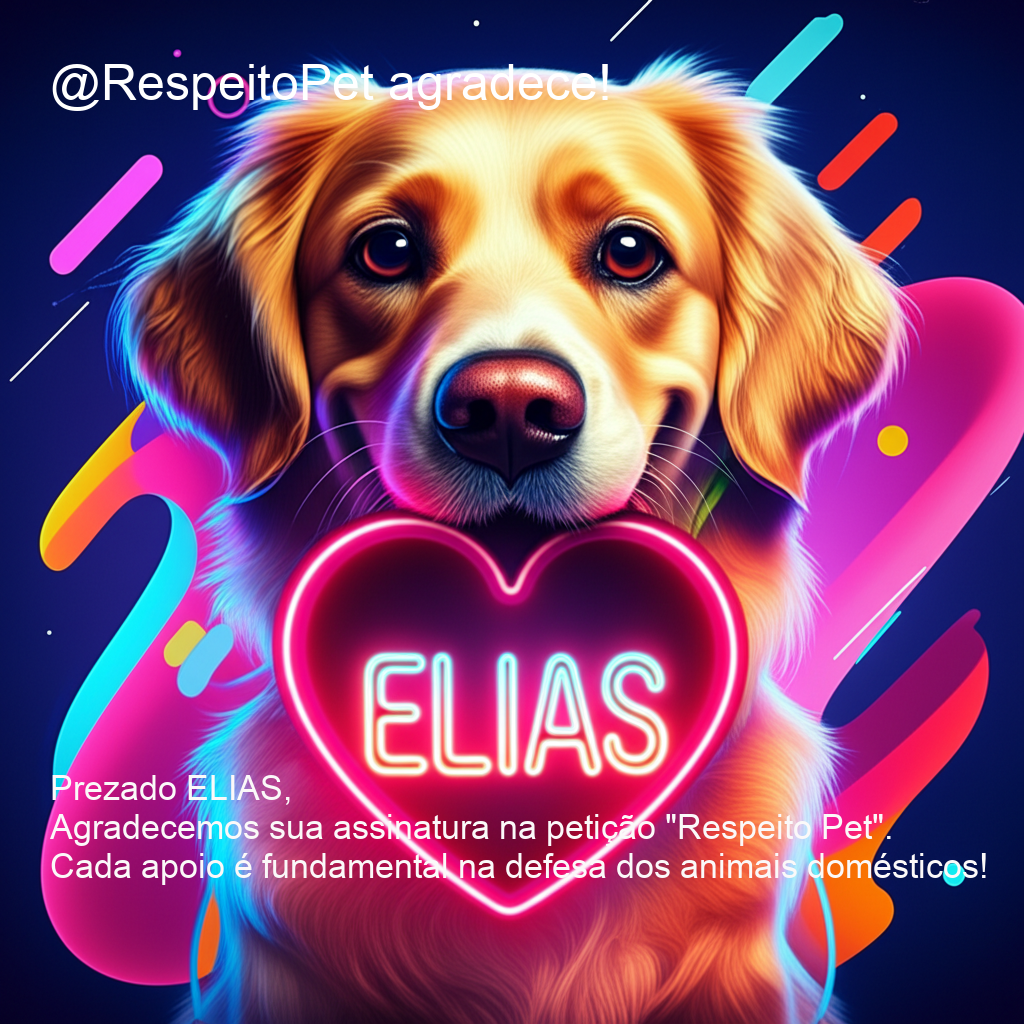 @RespeitoPet agradece!
ELIAS
Prezado ELIAS,
Agradecemos sua assinatura na petição "Respeito Pet".
Cada apoio é fundamental na defesa dos animais domésticos!